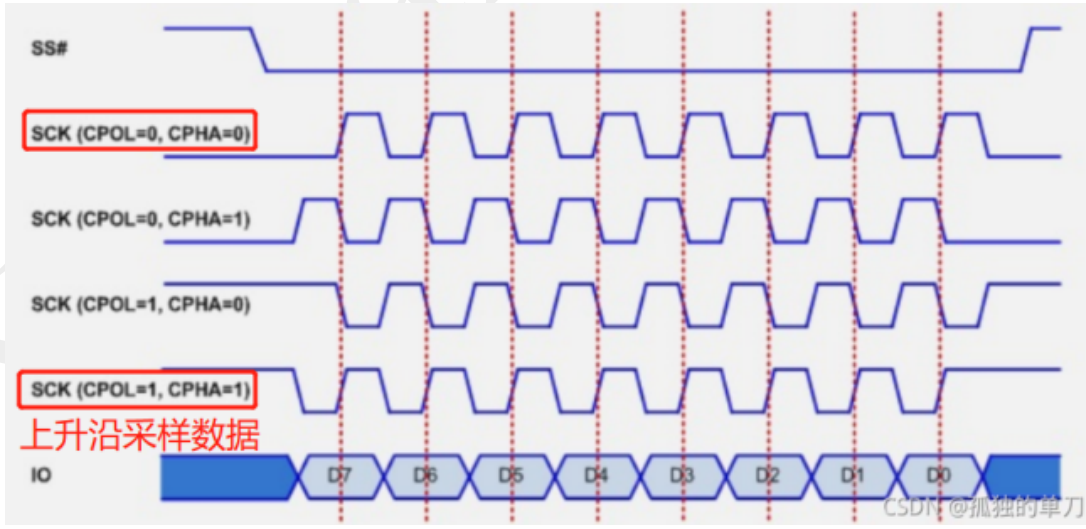 SS#
SCK (CPOL=0, CPHA=0)
SCK (CPOL=0, CPHA=1)
SCK (CPOL=1, CPHA=0)
SCK (CPOL=1, CPHA=1)
上升沿采样数据
IO D7 D6 D5 D4 D3 D2 D1 D0
CSDN @孤独的单刀